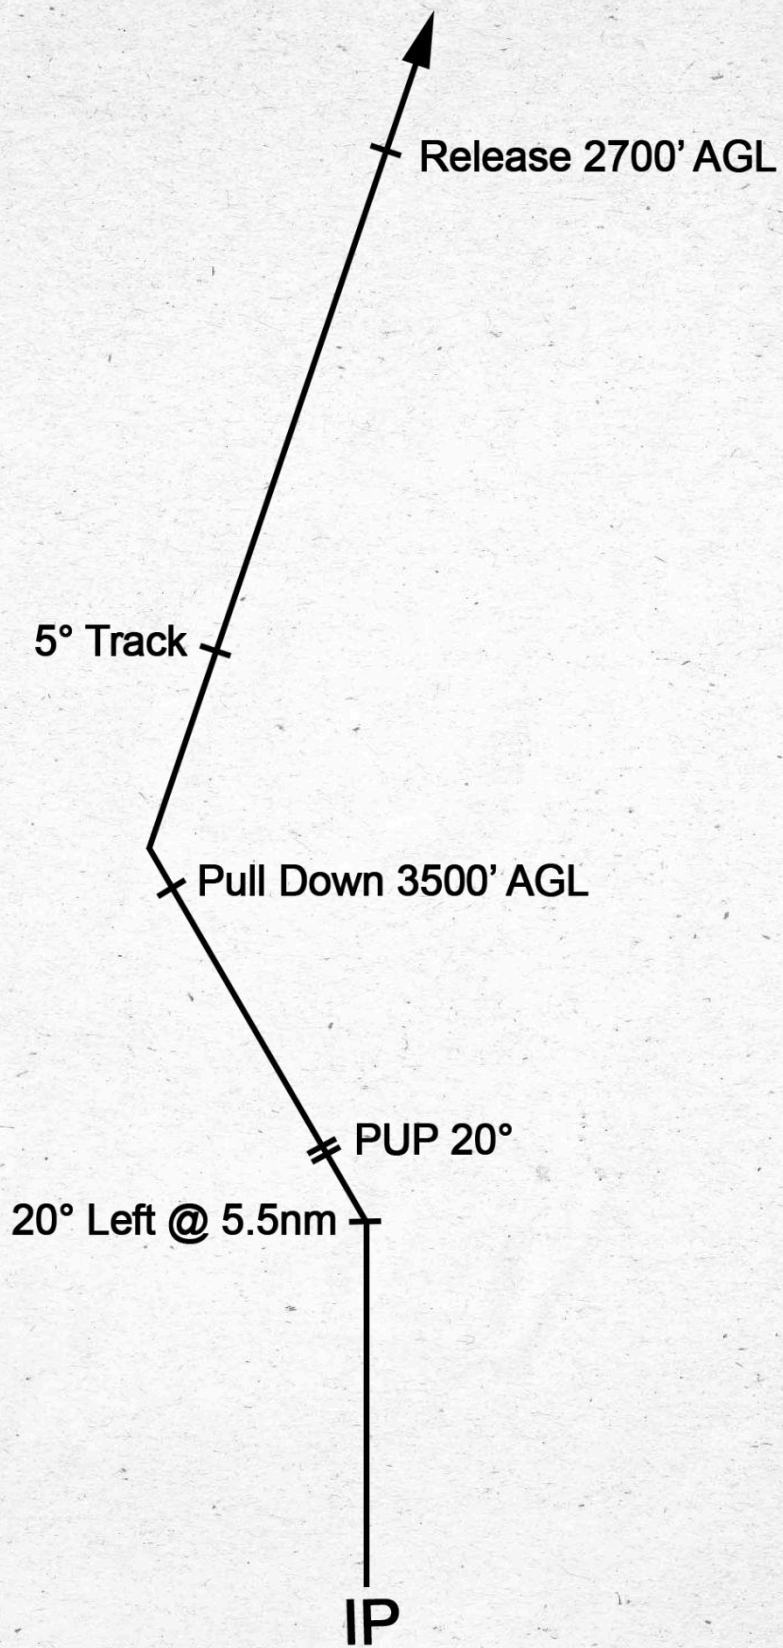 Release 2700' AGL
5° Track
Pull Down 3500' AGL
PUP 20°
20° Left @ 5.5nm
IP